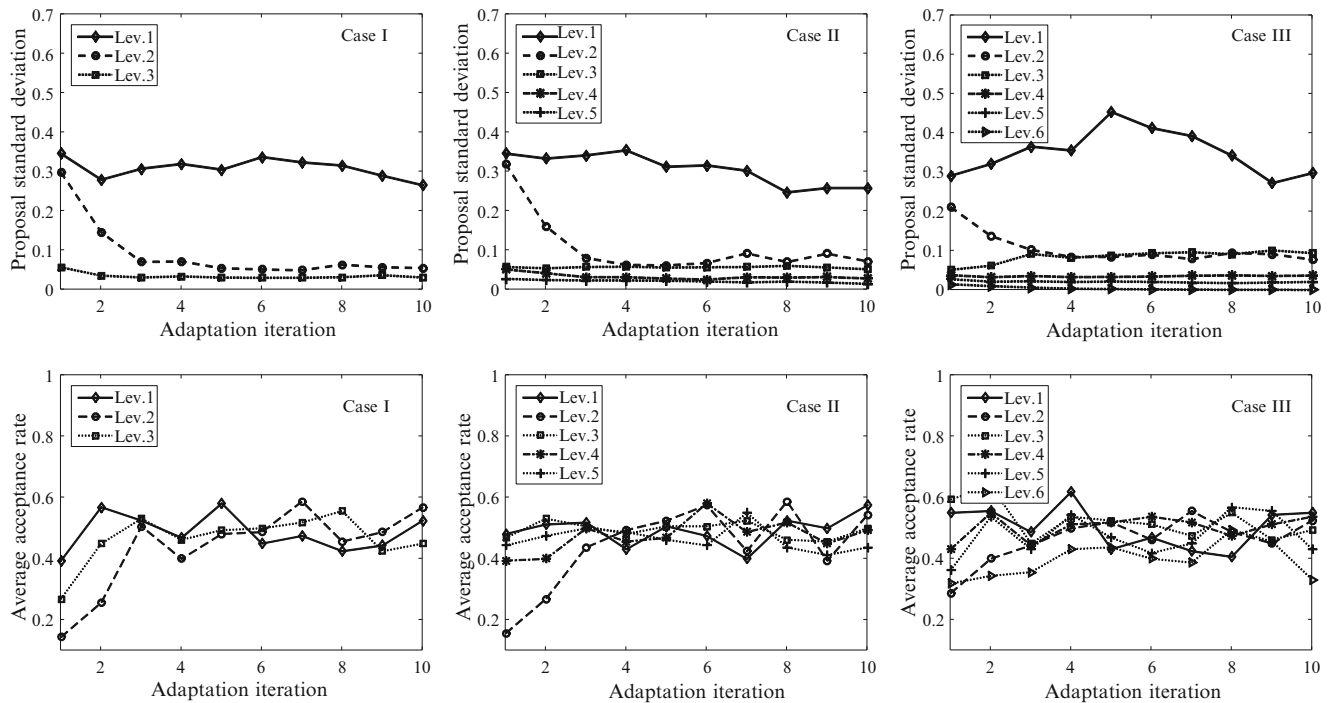 Proposal standard deviation
0.7
0.6
0.5
0.4
0.3
0.2
0.1
0
Lev.1
Lev.2
Lev.3
Case I
2
4
6
8
10
Adaptation iteration
Proposal standard deviation
0.7
0.6
0.5
0.4
0.3
0.2
0.1
0
Lev.1
Lev.2
Lev.3
Lev.4
Lev.5
Case II
2
4
6
8
10
Adaptation iteration
Proposal standard deviation
0.7
0.6
0.5
0.4
0.3
0.2
0.1
0
Lev.1
Lev.2
Lev.3
Lev.4
Lev.5
Lev.6
Case III
2
4
6
8
10
Adaptation iteration
Average acceptance rate
1
0.8
0.6
0.4
0.2
Lev.1
Lev.2
Lev.3
Case I
2
4
6
8
10
Adaptation iteration
Average acceptance rate
1
0.8
0.6
0.4
0.2
Lev.1
Lev.2
Lev.3
Lev.4
Lev.5
Case II
2
4
6
8
10
Adaptation iteration
Average acceptance rate
1
0.8
0.6
0.4
0.2
Lev.1
Lev.2
Lev.3
Lev.4
Lev.5
Lev.6
Case III
2
4
6
8
10
Adaptation iteration